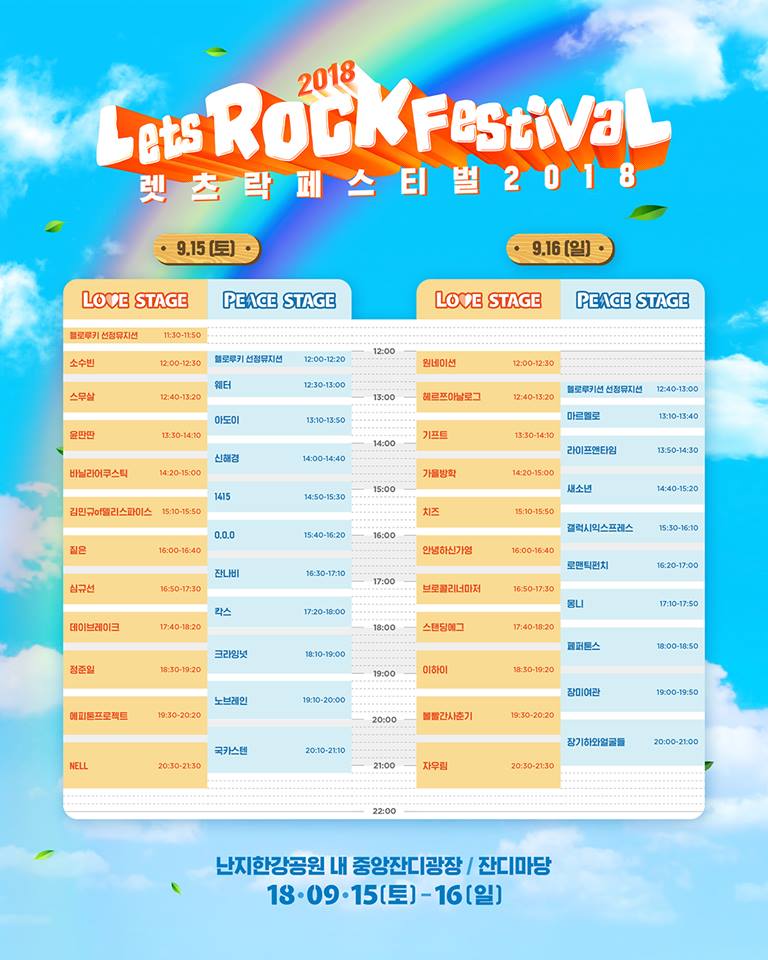 2018
Lets ROCK Festival
렛츠락페스티벌2018
9.15 (토)
9.16 (일)
LOVE STAGE
PEACE STAGE
LOVE STAGE
PEACE STAGE
헬로루키 선정뮤지션 11:30-11:50
소수빈 12:00-12:30
스무살 12:40-13:20
윤딴딴 13:30-14:10
바닐라어쿠스틱 14:20-15:00
김민규of델리스파이스 15:10-15:50
짙은 16:00-16:40
심규선 16:50-17:30
데이브레이크 17:40-18:20
정준일 18:30-19:20
에피톤프로젝트 19:30-20:20
NELL 20:30-21:30
헬로루키 선정뮤지션 12:00-12:20
웨터 12:30-13:00
아도이 13:10-13:50
신해경 14:00-14:40
1415 14:50-15:30
O.O.O 15:40-16:20
잔나비 16:30-17:10
칵스 17:20-18:00
크라잉넛 18:10-19:00
노브레인 19:10-20:00
국카스텐 20:10-21:10
12:00
13:00
14:00
15:00
16:00
17:00
18:00
19:00
20:00
21:00
22:00
원네이션 12:00-12:30
헤르쯔아날로그 12:40-13:20
기프트 13:30-14:10
가을방학 14:20-15:00
치즈 15:10-15:50
안녕하신가영 16:00-16:40
브로콜리너마저 16:50-17:30
스탠딩에그 17:40-18:20
이하이 18:30-19:20
볼빨간사춘기 19:30-20:20
자우림 20:30-21:30
헬로루키션 선정뮤지션 12:40-13:00
마르멜로 13:10-13:40
라이프앤타임 13:50-14:30
새소년 14:40-15:20
갤럭시익스프레스 15:30-16:10
로맨틱펀치 16:20-17:00
몽니 17:10-17:50
페퍼톤스 18:00-18:50
장미여관 19:00-19:50
장기하와얼굴들 20:00-21:00
난지한강공원 내 중앙잔디광장 / 잔디마당
18·09·15(토)-16(일)